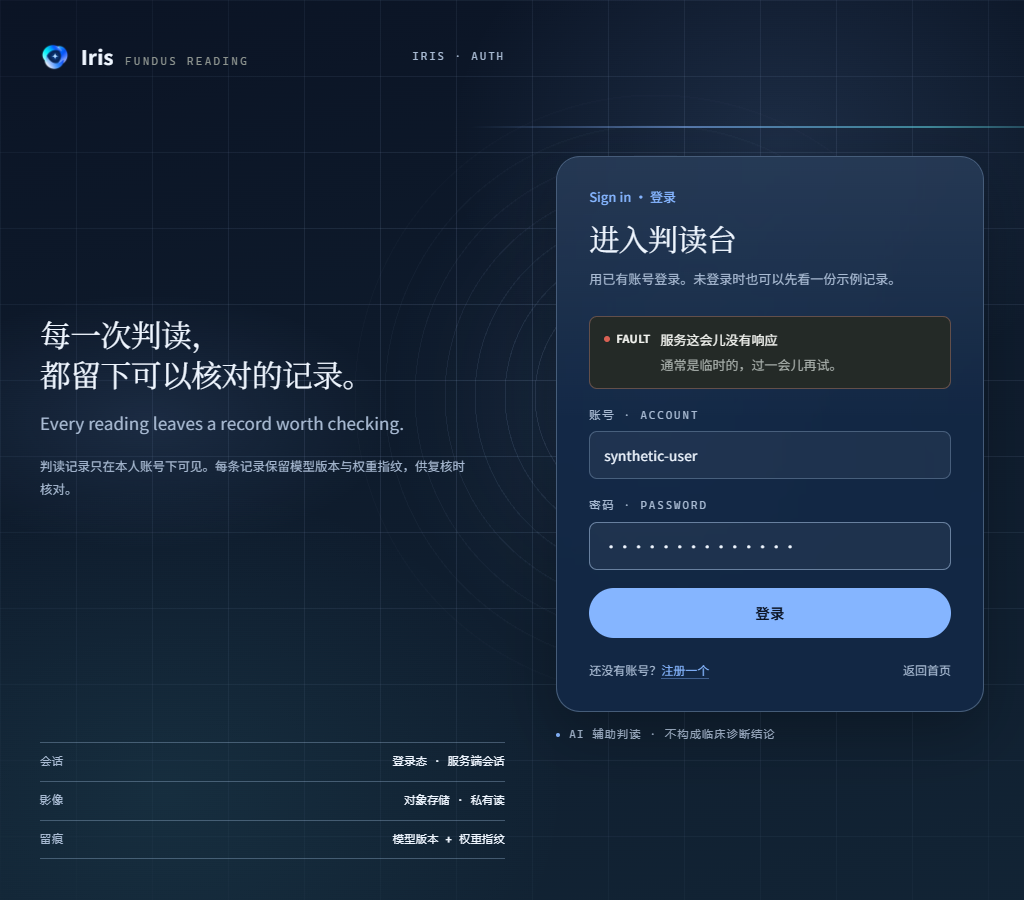 Iris FUNDUS READING
IRIS · AUTH
每一次判读，
都留下可以核对的记录。
Every reading leaves a record worth checking.
判读记录只在本人账号下可见。每条记录保留模型版本与权重指纹，供复核时
核对。
会话 登录态 · 服务端会话
影像 对象存储 · 私有读
留痕 模型版本 + 权重指纹
Sign in · 登录
进入判读台
用已有账号登录。未登录时也可以先看一份示例记录。
FAULT 服务这会儿没有响应
通常是临时的，过一会儿再试。
账号 · ACCOUNT
synthetic-user
密码 · PASSWORD
••••••••••••••
登录
还没有账号？注册一个 返回首页
AI 辅助判读 · 不构成临床诊断结论